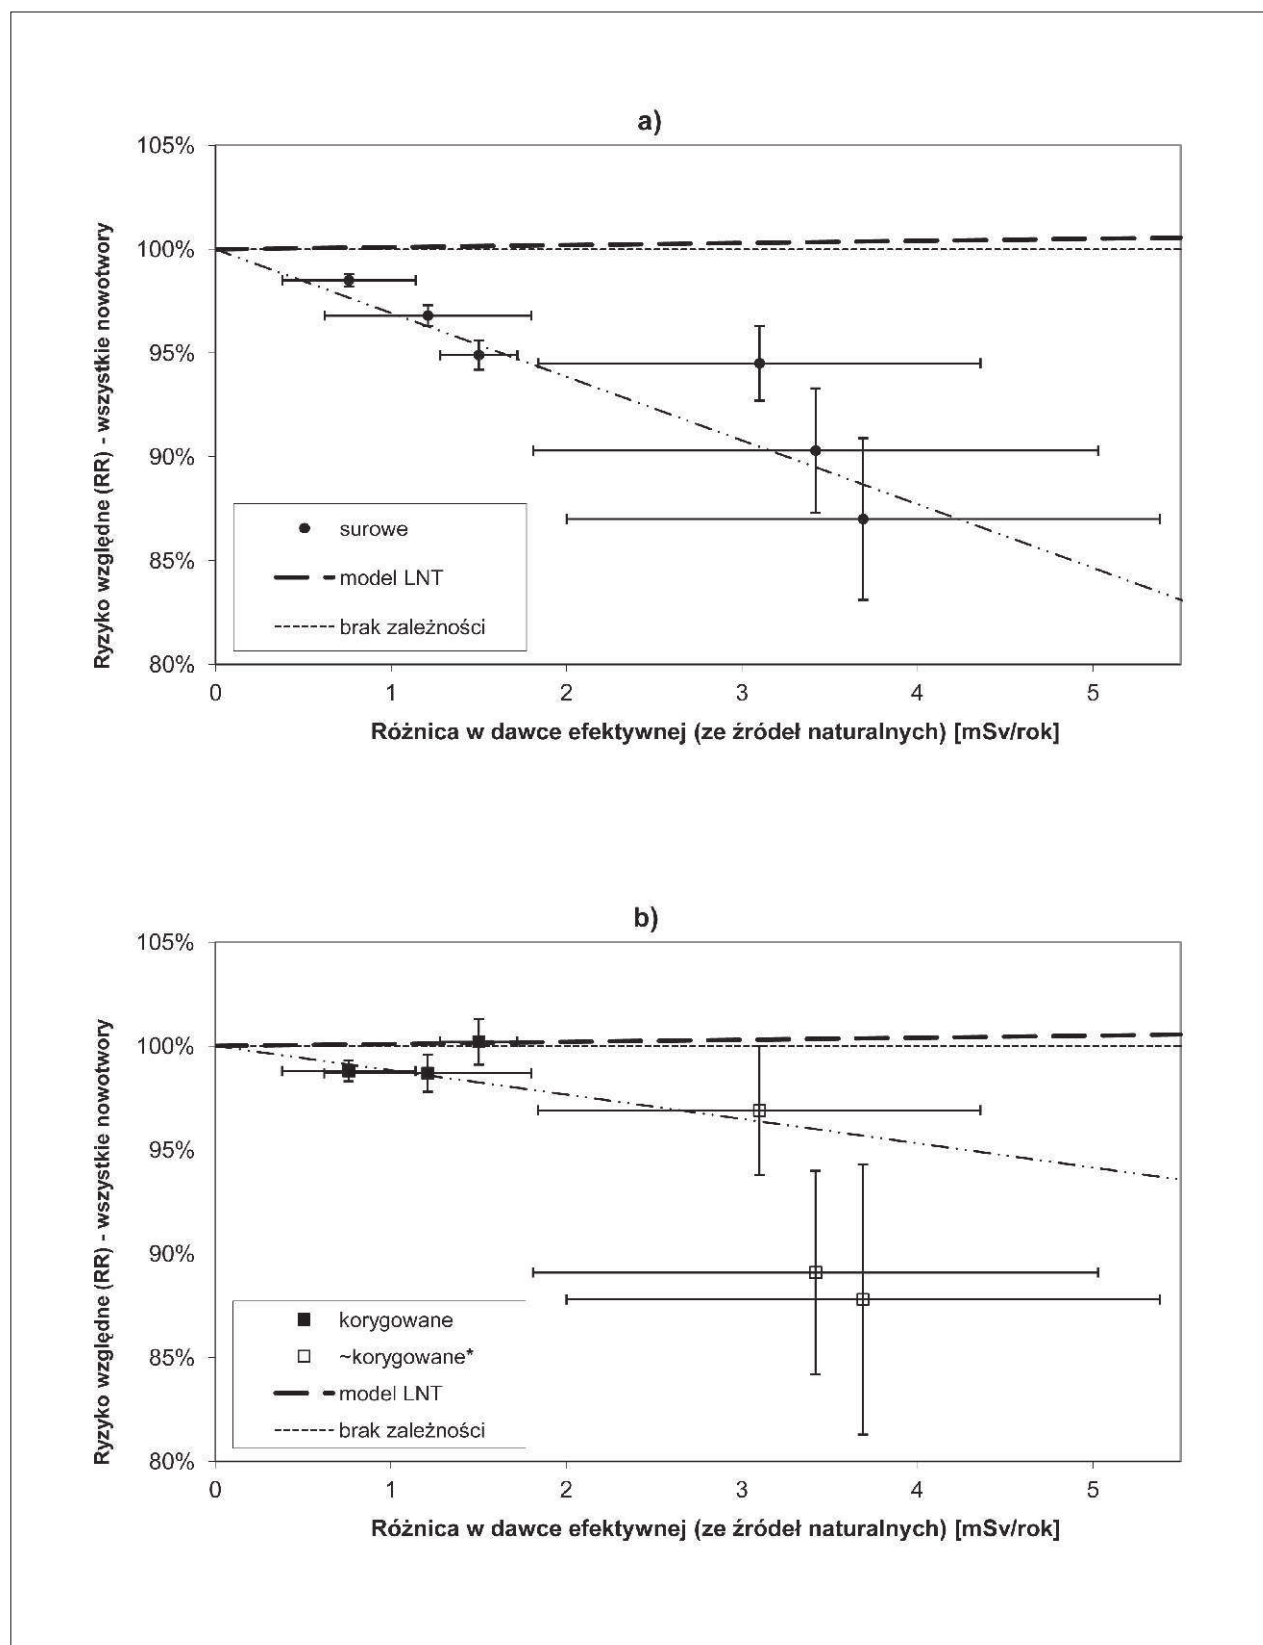 a)
105%
100%
95%
90%
85%
80%
Ryzyko względne (RR) - wszystkie nowotwory
surowe
model LNT
brak zależności
0 1 2 3 4 5
Różnica w dawce efektywnej (ze źródeł naturalnych) [mSv/rok]
b)
105%
100%
95%
90%
85%
80%
Ryzyko względne (RR) - wszystkie nowotwory
korygowane
~korygowane*
model LNT
brak zależności
0 1 2 3 4 5
Różnica w dawce efektywnej (ze źródeł naturalnych) [mSv/rok]